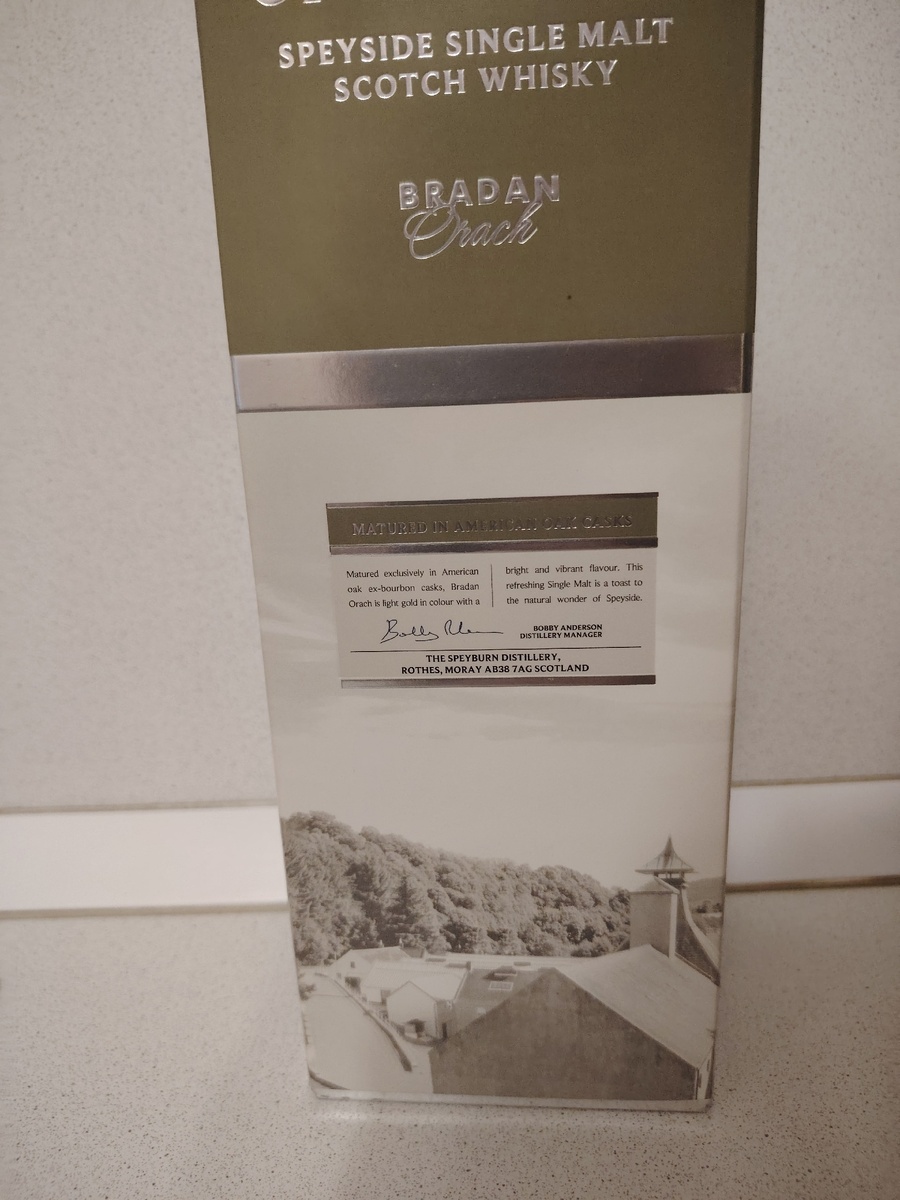 SPEYSIDE SINGLE MALT
SCOTCH WHISKY
BRADAN
Orach
MATURED IN AMERICAN OAK CASKS
Matured exclusively in American
oak ex-bourbon casks, Bradan
Orach is light gold in colour with a
bright and vibrant flavour. This
refreshing Single Malt is a toast to
the natural wonder of Speyside.
BOBBY ANDERSON
DISTILLERY MANAGER
THE SPEYBURN DISTILLERY,
ROTHES, MORAY AB38 7AG SCOTLAND